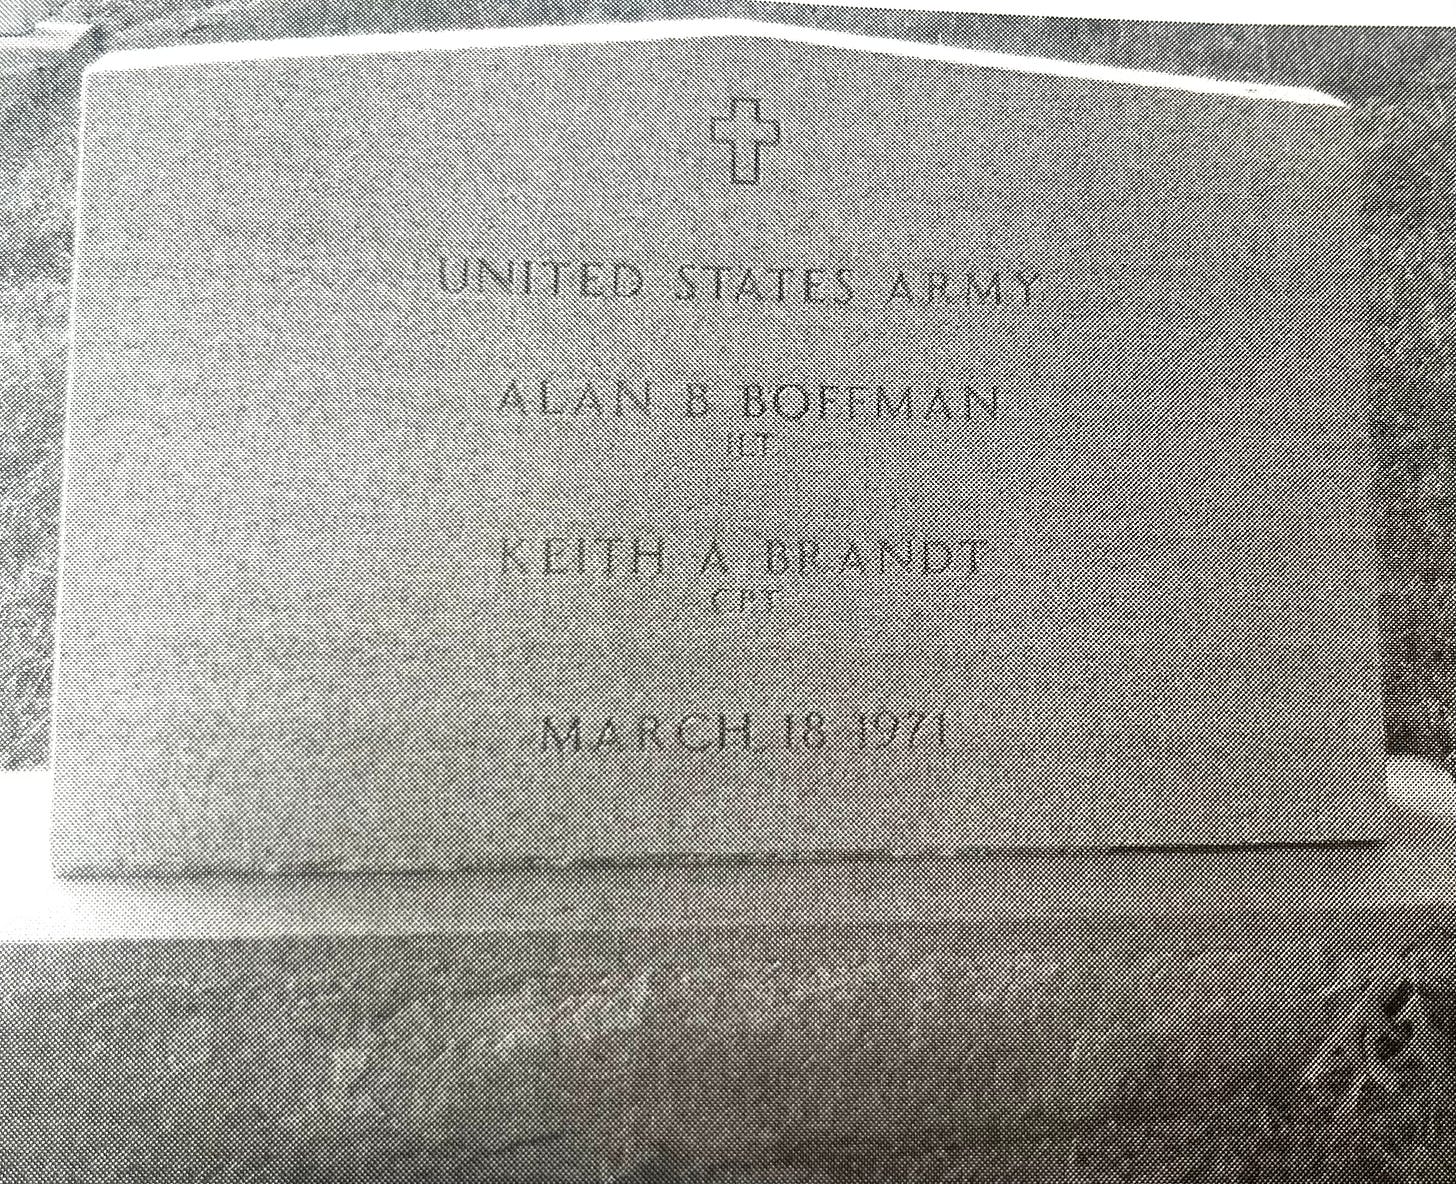 UNITED STATES ARMY
ALAN B BOFFMAN
1LT
KEITH A BRANDT
CPT
MARCH 18 1971